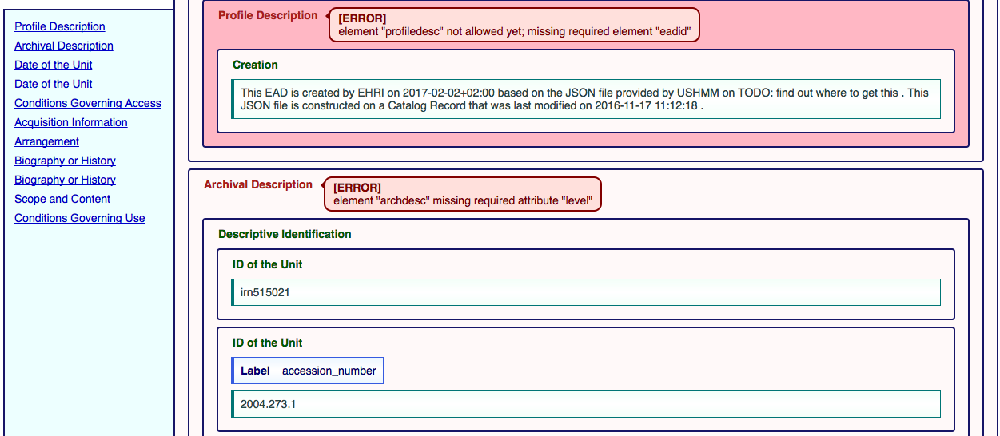 Profile Description
Archival Description
Date of the Unit
Date of the Unit
Conditions Governing Access
Acquisition Information
Arrangement
Biography or History
Biography or History
Scope and Content
Conditions Governing Use
Profile Description
[ERROR]
element "profiledesc" not allowed yet; missing required element "eadid"
Creation
This EAD is created by EHRI on 2017-02-02+02:00 based on the JSON file provided by USHMM on TODO: find out where to get this . This
JSON file is constructed on a Catalog Record that was last modified on 2016-11-17 11:12:18 .
Archival Description
[ERROR]
element "archdesc" missing required attribute "level"
Descriptive Identification
ID of the Unit
irn515021
ID of the Unit
Label accession_number
2004.273.1